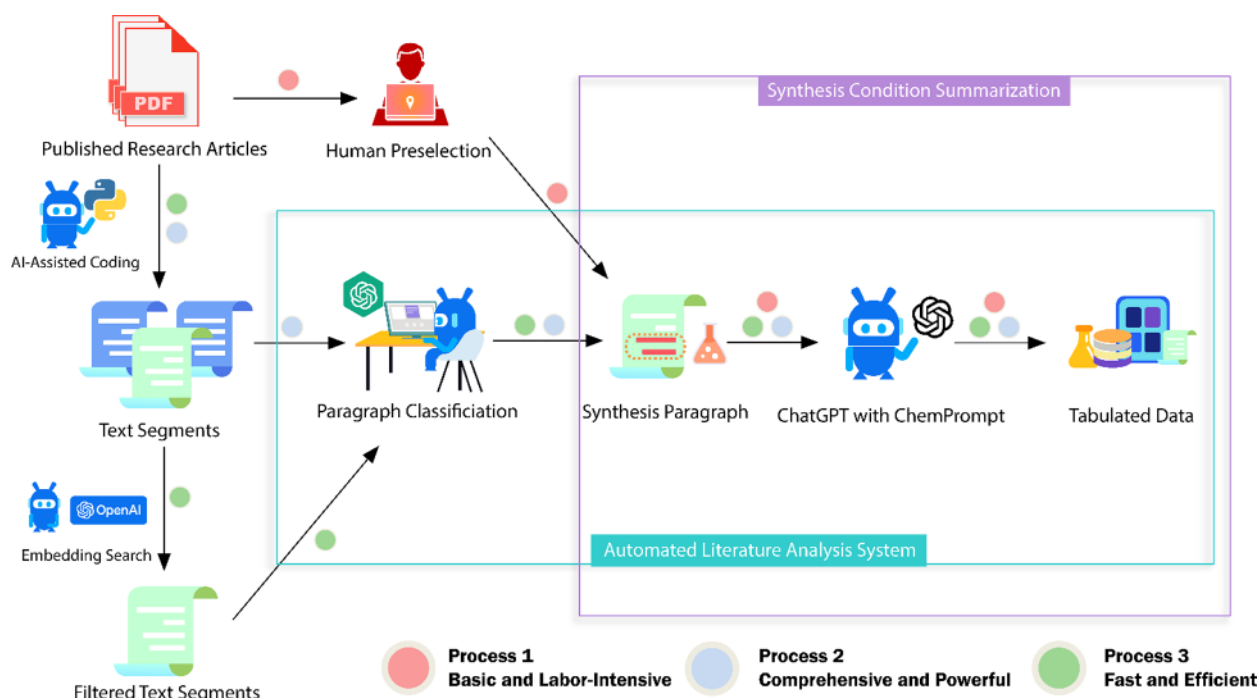 PDF
Published Research Articles
Human Preselection
Synthesis Condition Summarization
AI-Assisted Coding
Text Segments
Paragraph Classificiation
Synthesis Paragraph
ChatGPT with ChemPrompt
Tabulated Data
OpenAI
Embedding Search
Automated Literature Analysis System
Filtered Text Segments
Process 1
Basic and Labor-Intensive
Process 2
Comprehensive and Powerful
Process 3
Fast and Efficient